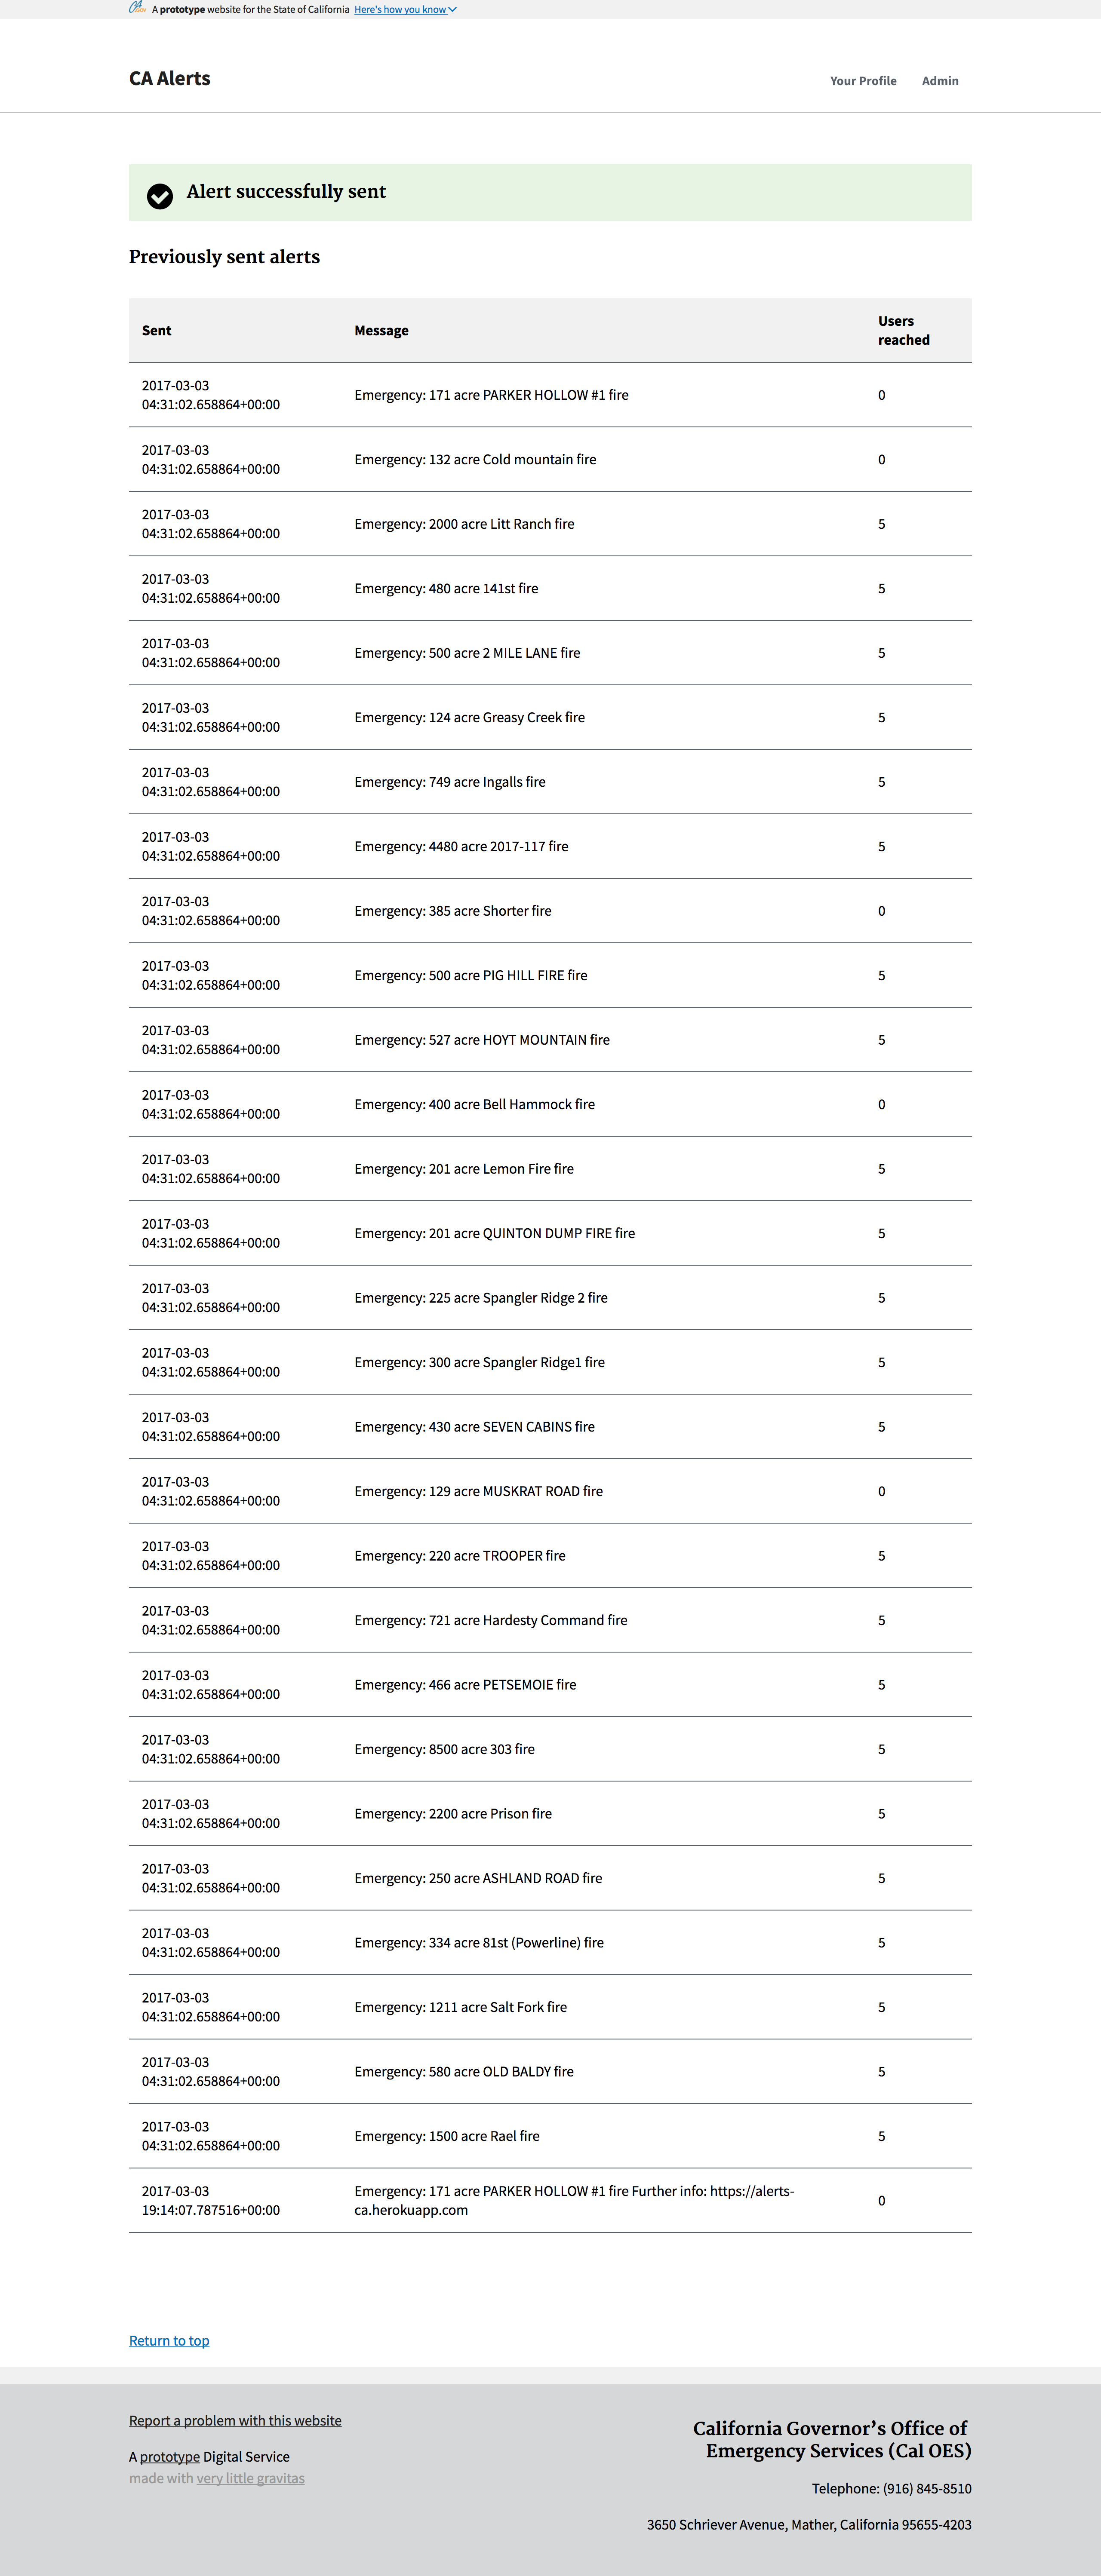 A prototype website for the State of California Here's how you know
CA Alerts
Your Profile Admin
Alert successfully sent
Previously sent alerts
Sent Message Users
reached
2017-03-03
04:31:02.658864+00:00 Emergency: 171 acre PARKER HOLLOW #1 fire 0
2017-03-03
04:31:02.658864+00:00 Emergency: 132 acre Cold mountain fire 0
2017-03-03
04:31:02.658864+00:00 Emergency: 2000 acre Litt Ranch fire 5
2017-03-03
04:31:02.658864+00:00 Emergency: 480 acre 141st fire 5
2017-03-03
04:31:02.658864+00:00 Emergency: 500 acre 2 MILE LANE fire 5
2017-03-03
04:31:02.658864+00:00 Emergency: 124 acre Greasy Creek fire 5
2017-03-03
04:31:02.658864+00:00 Emergency: 749 acre Ingalls fire 5
2017-03-03
04:31:02.658864+00:00 Emergency: 4480 acre 2017-117 fire 5
2017-03-03
04:31:02.658864+00:00 Emergency: 385 acre Shorter fire 0
2017-03-03
04:31:02.658864+00:00 Emergency: 500 acre PIG HILL FIRE fire 5
2017-03-03
04:31:02.658864+00:00 Emergency: 527 acre HOYT MOUNTAIN fire 5
2017-03-03
04:31:02.658864+00:00 Emergency: 400 acre Bell Hammock fire 0
2017-03-03
04:31:02.658864+00:00 Emergency: 201 acre Lemon Fire fire 5
2017-03-03
04:31:02.658864+00:00 Emergency: 201 acre QUINTON DUMP FIRE fire 5
2017-03-03
04:31:02.658864+00:00 Emergency: 225 acre Spangler Ridge 2 fire 5
2017-03-03
04:31:02.658864+00:00 Emergency: 300 acre Spangler Ridge1 fire 5
2017-03-03
04:31:02.658864+00:00 Emergency: 430 acre SEVEN CABINS fire 5
2017-03-03
04:31:02.658864+00:00 Emergency: 129 acre MUSKRAT ROAD fire 0
2017-03-03
04:31:02.658864+00:00 Emergency: 220 acre TROOPER fire 5
2017-03-03
04:31:02.658864+00:00 Emergency: 721 acre Hardesty Command fire 5
2017-03-03
04:31:02.658864+00:00 Emergency: 466 acre PETSEMOIE fire 5
2017-03-03
04:31:02.658864+00:00 Emergency: 8500 acre 303 fire 5
2017-03-03
04:31:02.658864+00:00 Emergency: 2200 acre Prison fire 5
2017-03-03
04:31:02.658864+00:00 Emergency: 250 acre ASHLAND ROAD fire 5
2017-03-03
04:31:02.658864+00:00 Emergency: 334 acre 81st (Powerline) fire 5
2017-03-03
04:31:02.658864+00:00 Emergency: 1211 acre Salt Fork fire 5
2017-03-03
04:31:02.658864+00:00 Emergency: 580 acre OLD BALDY fire 5
2017-03-03
04:31:02.658864+00:00 Emergency: 1500 acre Rael fire 5
2017-03-03 Emergency: 171 acre PARKER HOLLOW #1 fire Further info: https://alerts-
19:14:07.787516+00:00 ca.herokuapp.com 0
Return to top
Report a problem with this website
A prototype Digital Service
made with very little gravitas
California Governor’s Office of
Emergency Services (Cal OES)
Telephone: (916) 845-8510
3650 Schriever Avenue, Mather, California 95655-4203